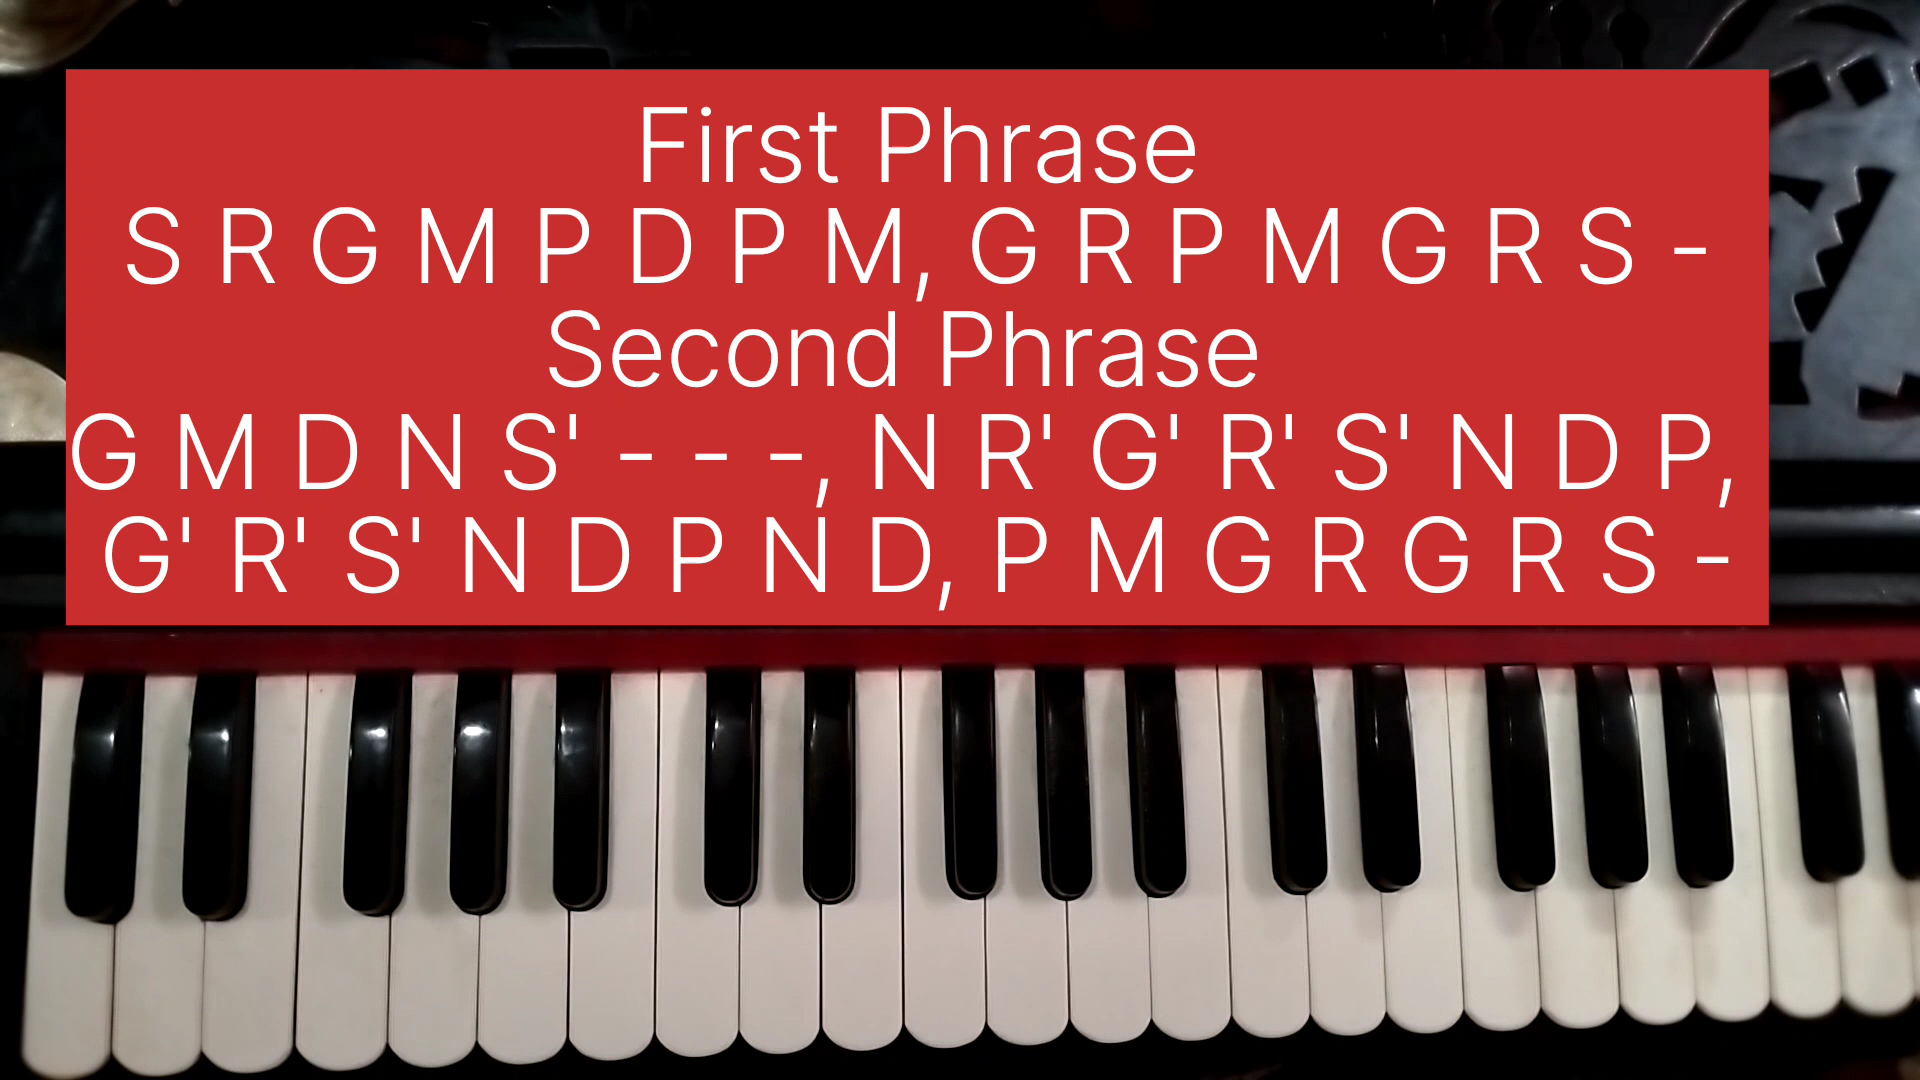 First Phrase
S R G M P D P M, G R P M G R S -
Second Phrase
G M D N S' - - -, N R' G' R' S' N D P,
G' R' S' N D P N D, P M G R G R S -